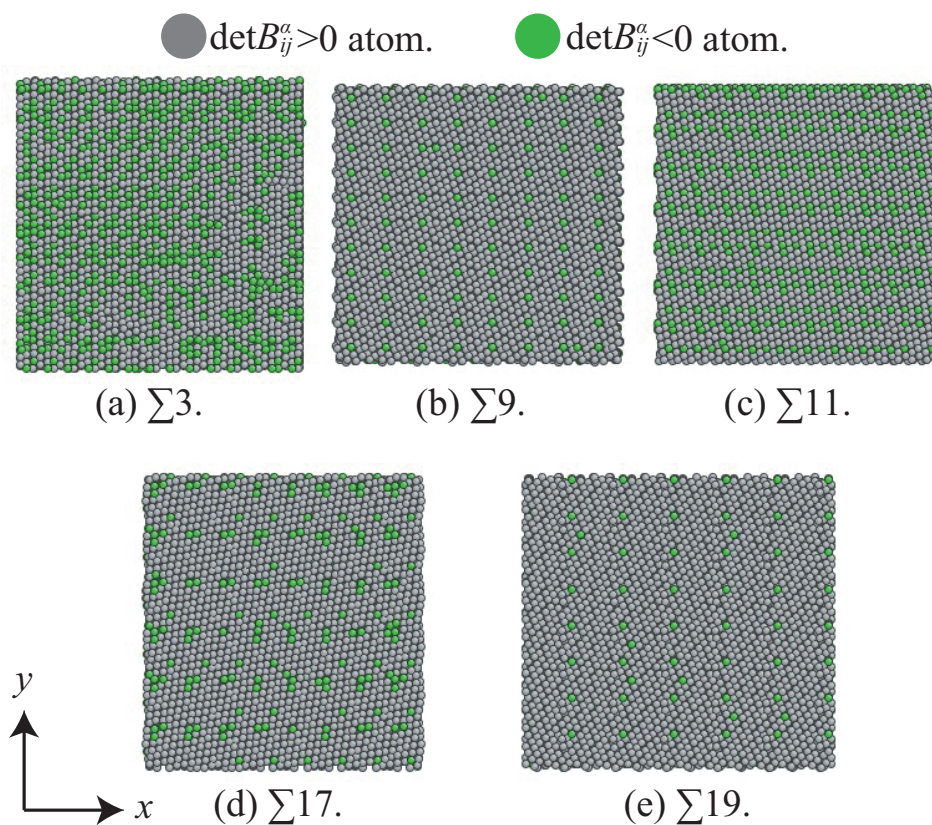 detB^α_ij>0 atom. detB^α_ij<0 atom.
(a) ∑3. (b) ∑9. (c) ∑11.
y
x
(d) ∑17. (e) ∑19.